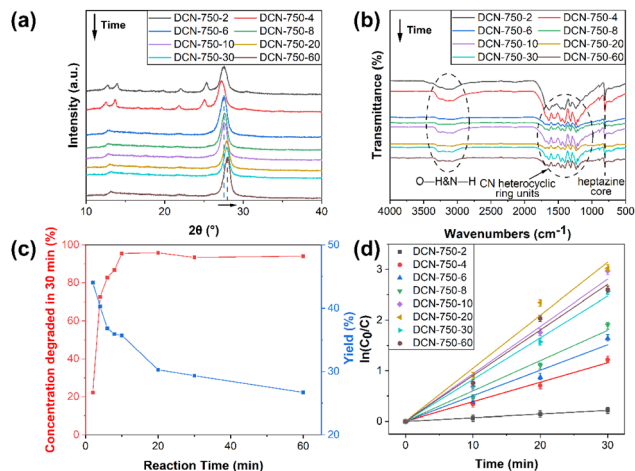 (a)
Time
DCN-750-2 DCN-750-4
DCN-750-6 DCN-750-8
DCN-750-10 DCN-750-20
DCN-750-30 DCN-750-60
Intensity (a.u.)
10 20 30 40
2θ (°)
(b)
Time
DCN-750-2 DCN-750-4
DCN-750-6 DCN-750-8
DCN-750-10 DCN-750-20
DCN-750-30 DCN-750-60
Transmittance (%)
O—H&N—H
CN heterocyclic
ring units
heptazine
core
4000 3500 3000 2500 2000 1500 1000 500
Wavenumbers (cm-1)
(c)
Concentration degraded in 30 min (%)
100
80
60
40
20
0
0 10 20 30 40 50 60
Reaction Time (min)
50
40
30
20
Yield (%)
(d)
DCN-750-2
DCN-750-4
DCN-750-6
DCN-750-8
DCN-750-10
DCN-750-20
DCN-750-30
DCN-750-60
ln(C0/C)
3
2
1
0
0 10 20 30
Time (min)